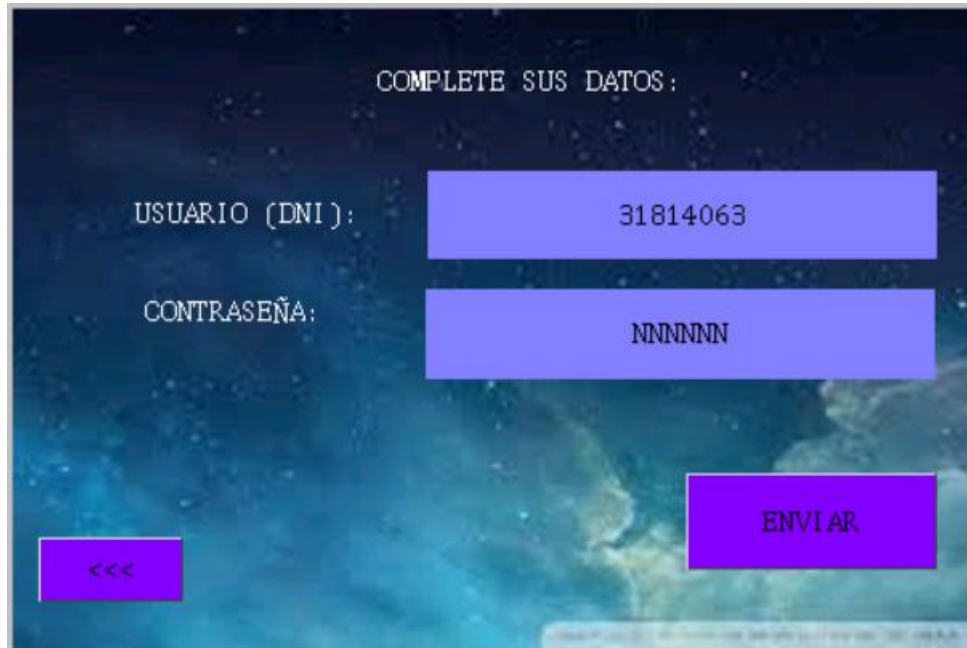 COMPLETE SUS DATOS:
USUARIO (DNI): 31814063
CONTRASEÑA: NNNNNN
ENVIAR
<<<